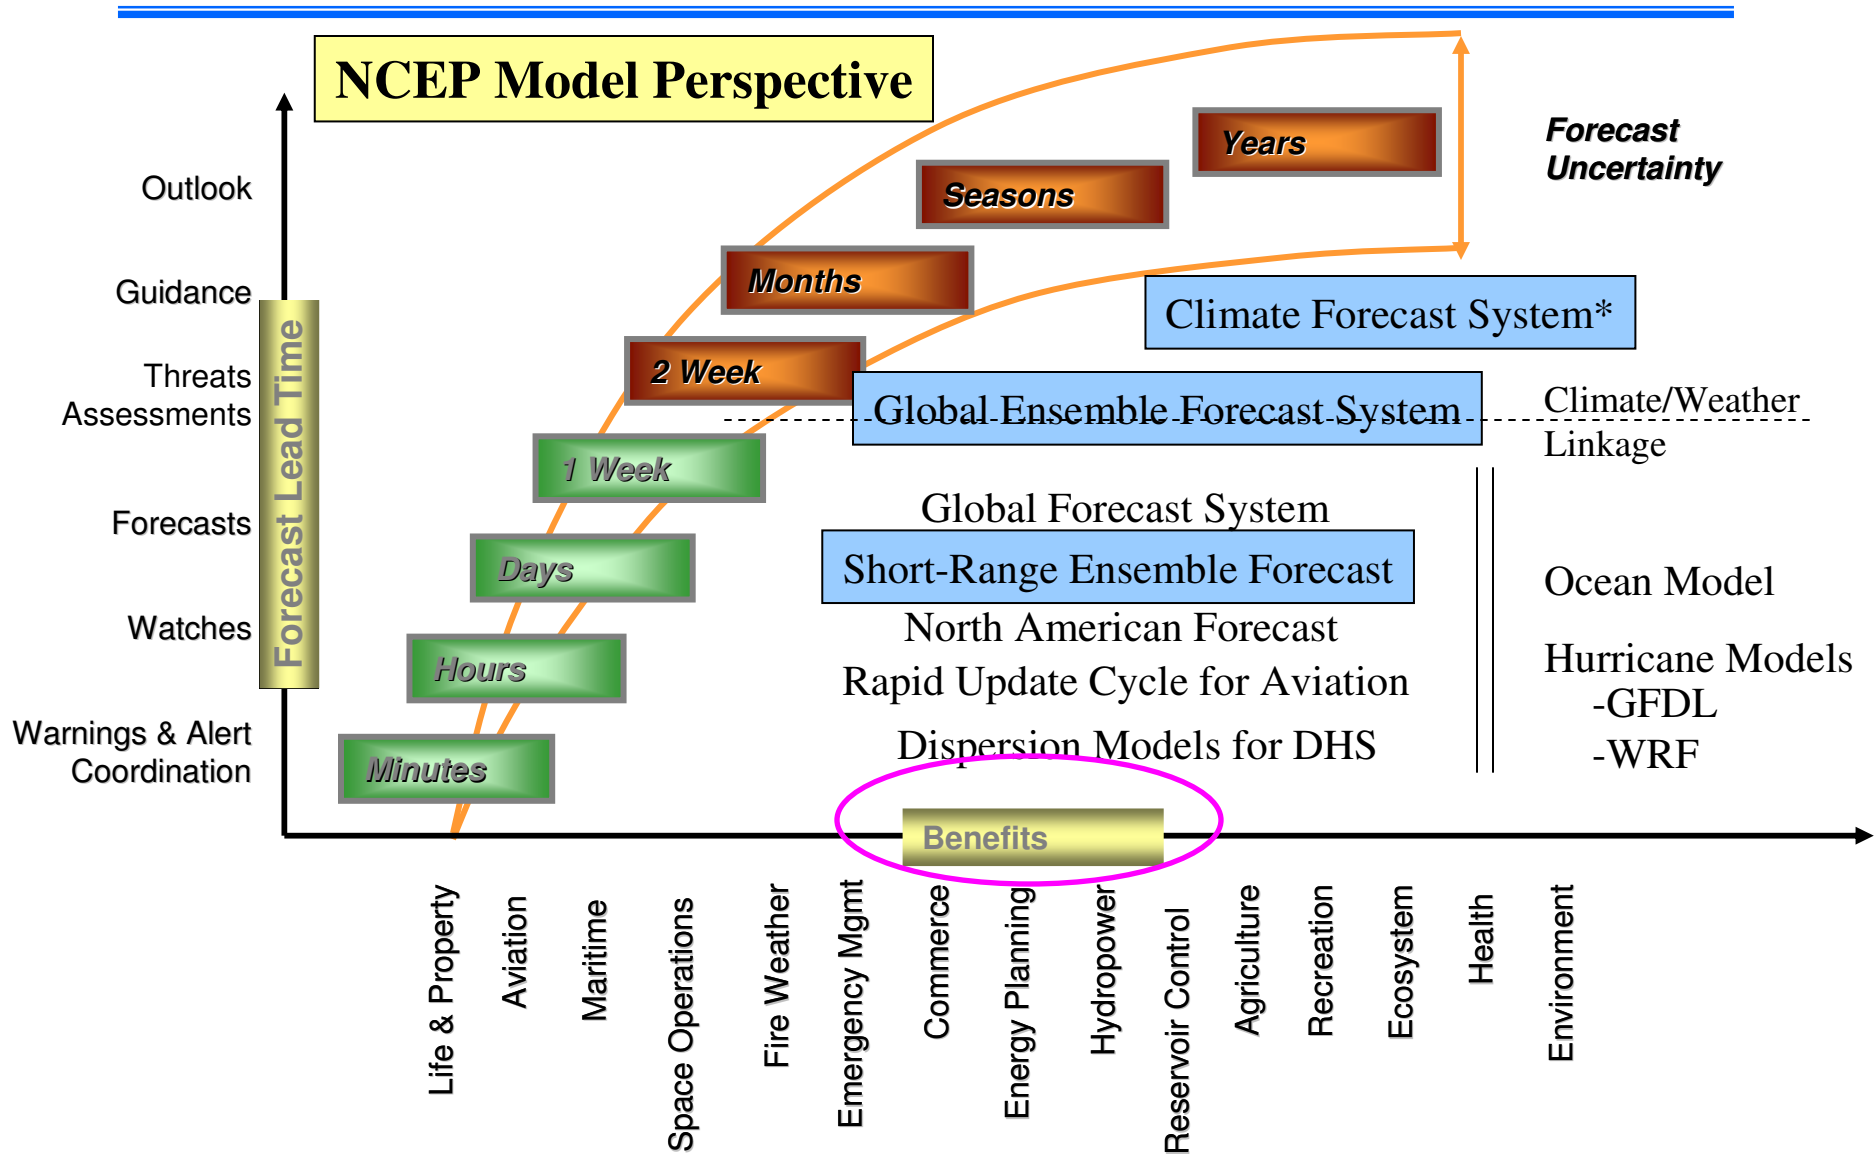 NCEP Model Perspective
Years
Forecast
Uncertainty
Outlook
Seasons
Months
Guidance
Climate Forecast System*
Forecast Lead Time
2 Week
Threats
Assessments
Global Ensemble Forecast System
Climate/Weather
Linkage
1 Week
Global Forecast System
Forecasts
Days
Short-Range Ensemble Forecast
Ocean Model
Watches
North American Forecast
Hours
Rapid Update Cycle for Aviation
Hurricane Models
-GFDL
-WRF
Warnings & Alert
Coordination
Minutes
Dispersion Models for DHS
Benefits
Life & Property
Aviation
Maritime
Space Operations
Fire Weather
Emergency Mgmt
Commerce
Energy Planning
Hydropower
Reservoir Control
Agriculture
Recreation
Ecosystem
Health
Environment